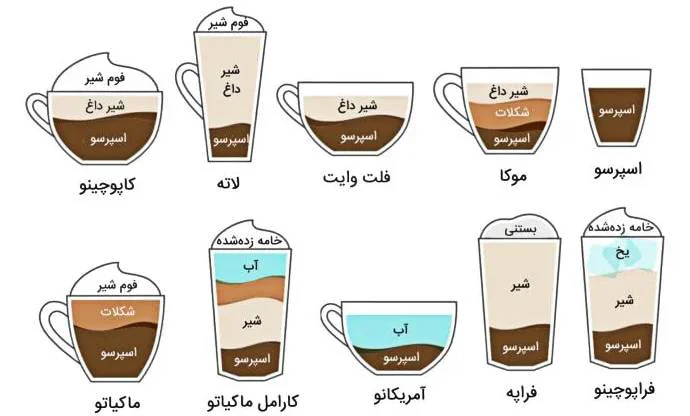 فوم شیر
شیر داغ
اسپرسو
کاپوچینو
فوم شیر
شیر
داغ
اسپرسو
لاته
شیر داغ
اسپرسو
فلت وایت
شیر داغ
شکلات
اسپرسو
موکا
اسپرسو
اسپرسو
فوم شیر
شکلات
اسپرسو
ماکیاتو
خامه زده‌شده
آب
شیر
اسپرسو
کارامل ماکیاتو
آب
اسپرسو
آمریکانو
بستنی
شیر
اسپرسو
فراپه
خامه زده‌شده
یخ
شیر
اسپرسو
فراپوچینو